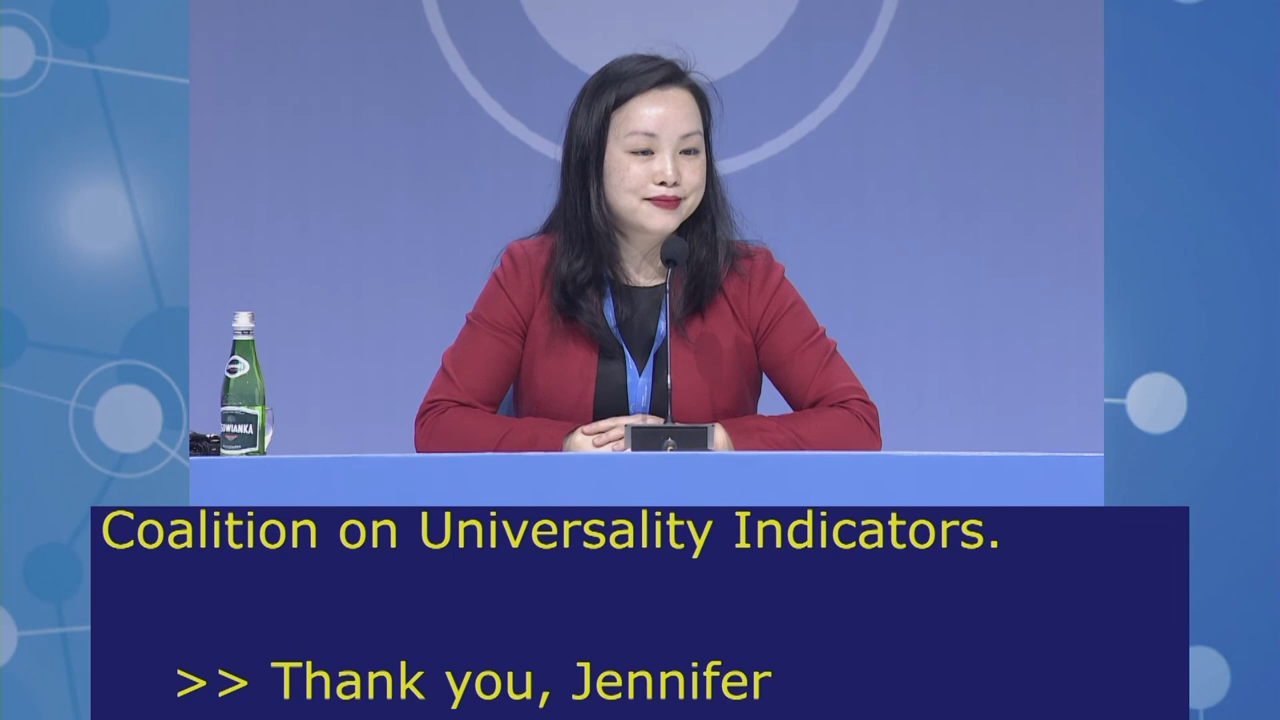 Coalition on Universality Indicators.
>> Thank you, Jennifer